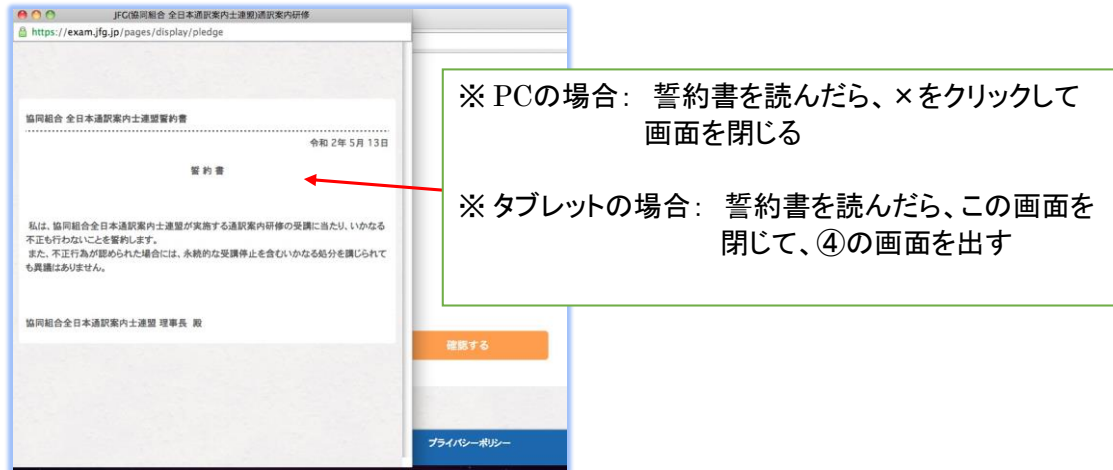 JFG(協同組合 全日本通訳案内士連盟)通訳案内研修
https://exam.jfg.jp/pages/display/pledge
協同組合 全日本通訳案内士連盟誓約書
令和 2年 5月 13日
誓 約 書
私は、協同組合全日本通訳案内士連盟が実施する通訳案内研修の受講に当たり、いかなる
不正も行わないことを誓約します。
また、不正行為が認められた場合には、永続的な受講停止を含むいかなる処分を講じられて
も異議はありません。
協同組合全日本通訳案内士連盟 理事長 殿
確認する
プライバシーポリシー
※ PCの場合: 誓約書を読んだら、×をクリックして
画面を閉じる
※ タブレットの場合: 誓約書を読んだら、この画面を
閉じて、④の画面を出す